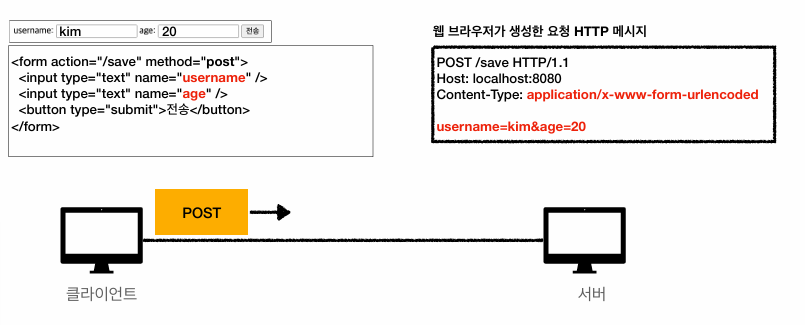 username: kim age: 20 전송
<form action="/save" method="post">
<input type="text" name="username" />
<input type="text" name="age" />
<button type="submit">전송</button>
</form>
웹 브라우저가 생성한 요청 HTTP 메시지
POST /save HTTP/1.1
Host: localhost:8080
Content-Type: application/x-www-form-urlencoded
username=kim&age=20
POST
클라이언트
서버